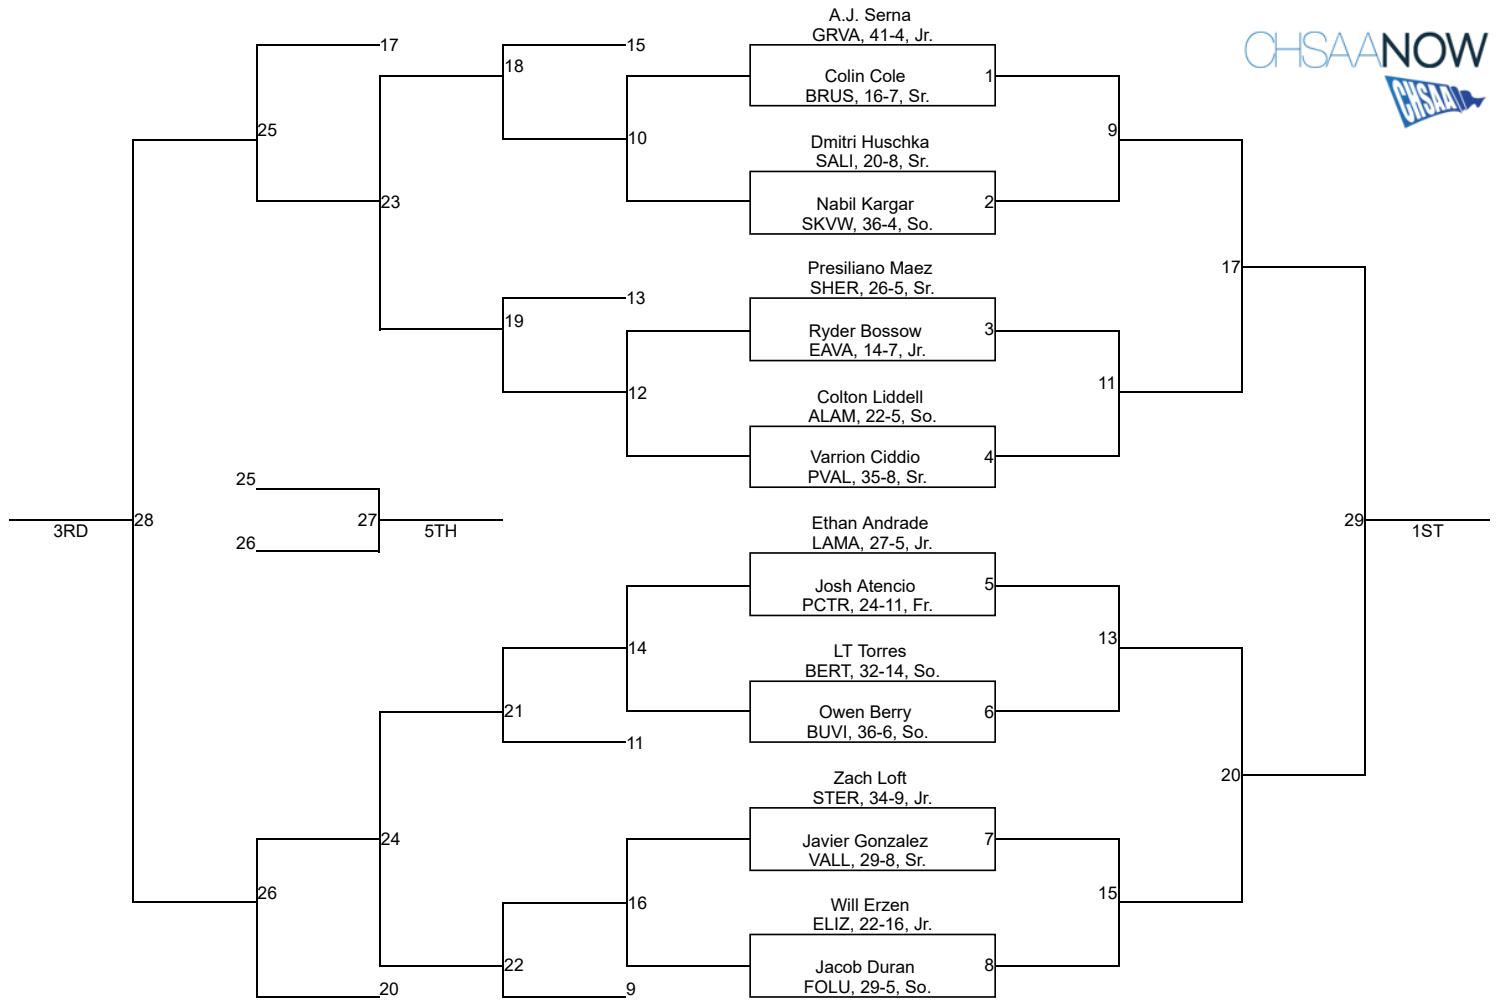 A.J. Serna
GRVA, 41-4, Jr.
CHSAANOW
CHSAA
17
15
18
Colin Cole
BRUS, 16-7, Sr.
1
25
10
9
Dmitri Huschka
SALI, 20-8, Sr.
23
Nabil Kargar
SKVW, 36-4, So.
2
Presiliano Maez
SHER, 26-5, Sr.
17
13
19
Ryder Bossow
EAVA, 14-7, Jr.
3
12
11
Colton Liddell
ALAM, 22-5, So.
Varrion Ciddio
PVAL, 35-8, Sr.
4
25
28
3RD
27
5TH
26
29
1ST
Ethan Andrade
LAMA, 27-5, Jr.
Josh Atencio
PCTR, 24-11, Fr.
5
14
13
LT Torres
BERT, 32-14, So.
21
Owen Berry
BUVI, 36-6, So.
6
11
20
Zach Loft
STER, 34-9, Jr.
24
Javier Gonzalez
VALL, 29-8, Sr.
7
26
16
15
Will Erzen
ELIZ, 22-16, Jr.
22
Jacob Duran
FOLU, 29-5, So.
8
20
9